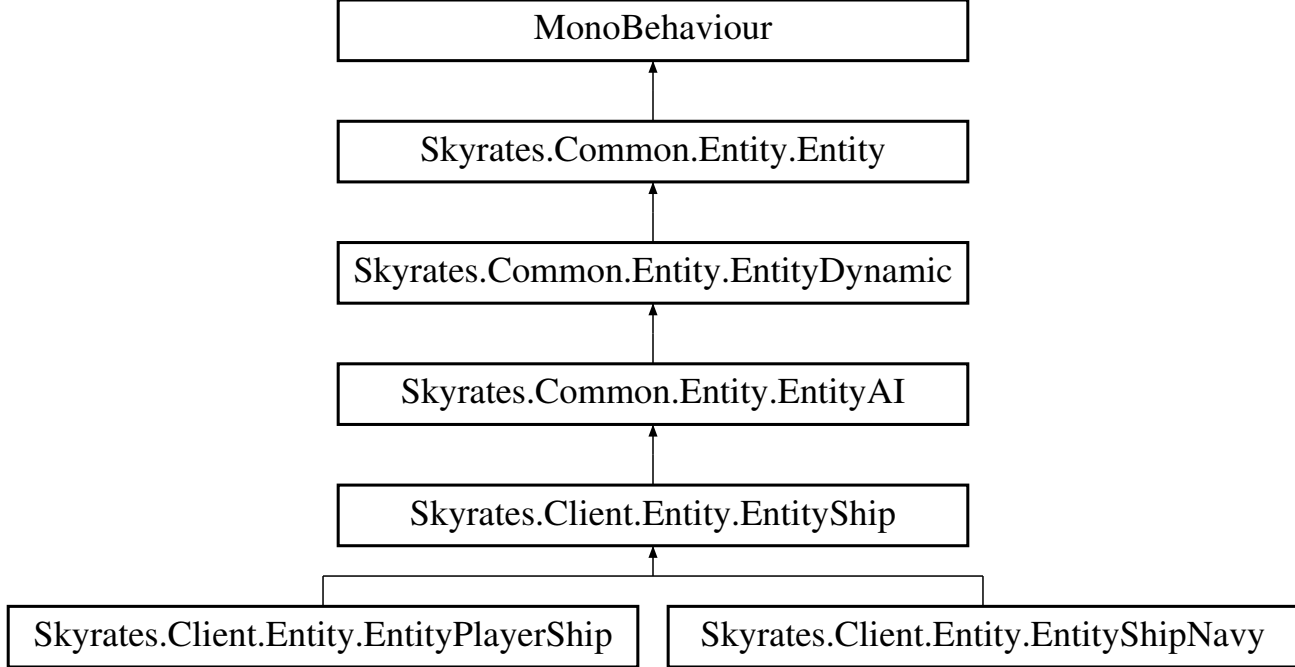 MonoBehaviour
Skyrates.Common.Entity.Entity
Skyrates.Common.Entity.EntityDynamic
Skyrates.Common.Entity.EntityAI
Skyrates.Client.Entity.EntityShip
Skyrates.Client.Entity.EntityPlayerShip
Skyrates.Client.Entity.EntityShipNavy